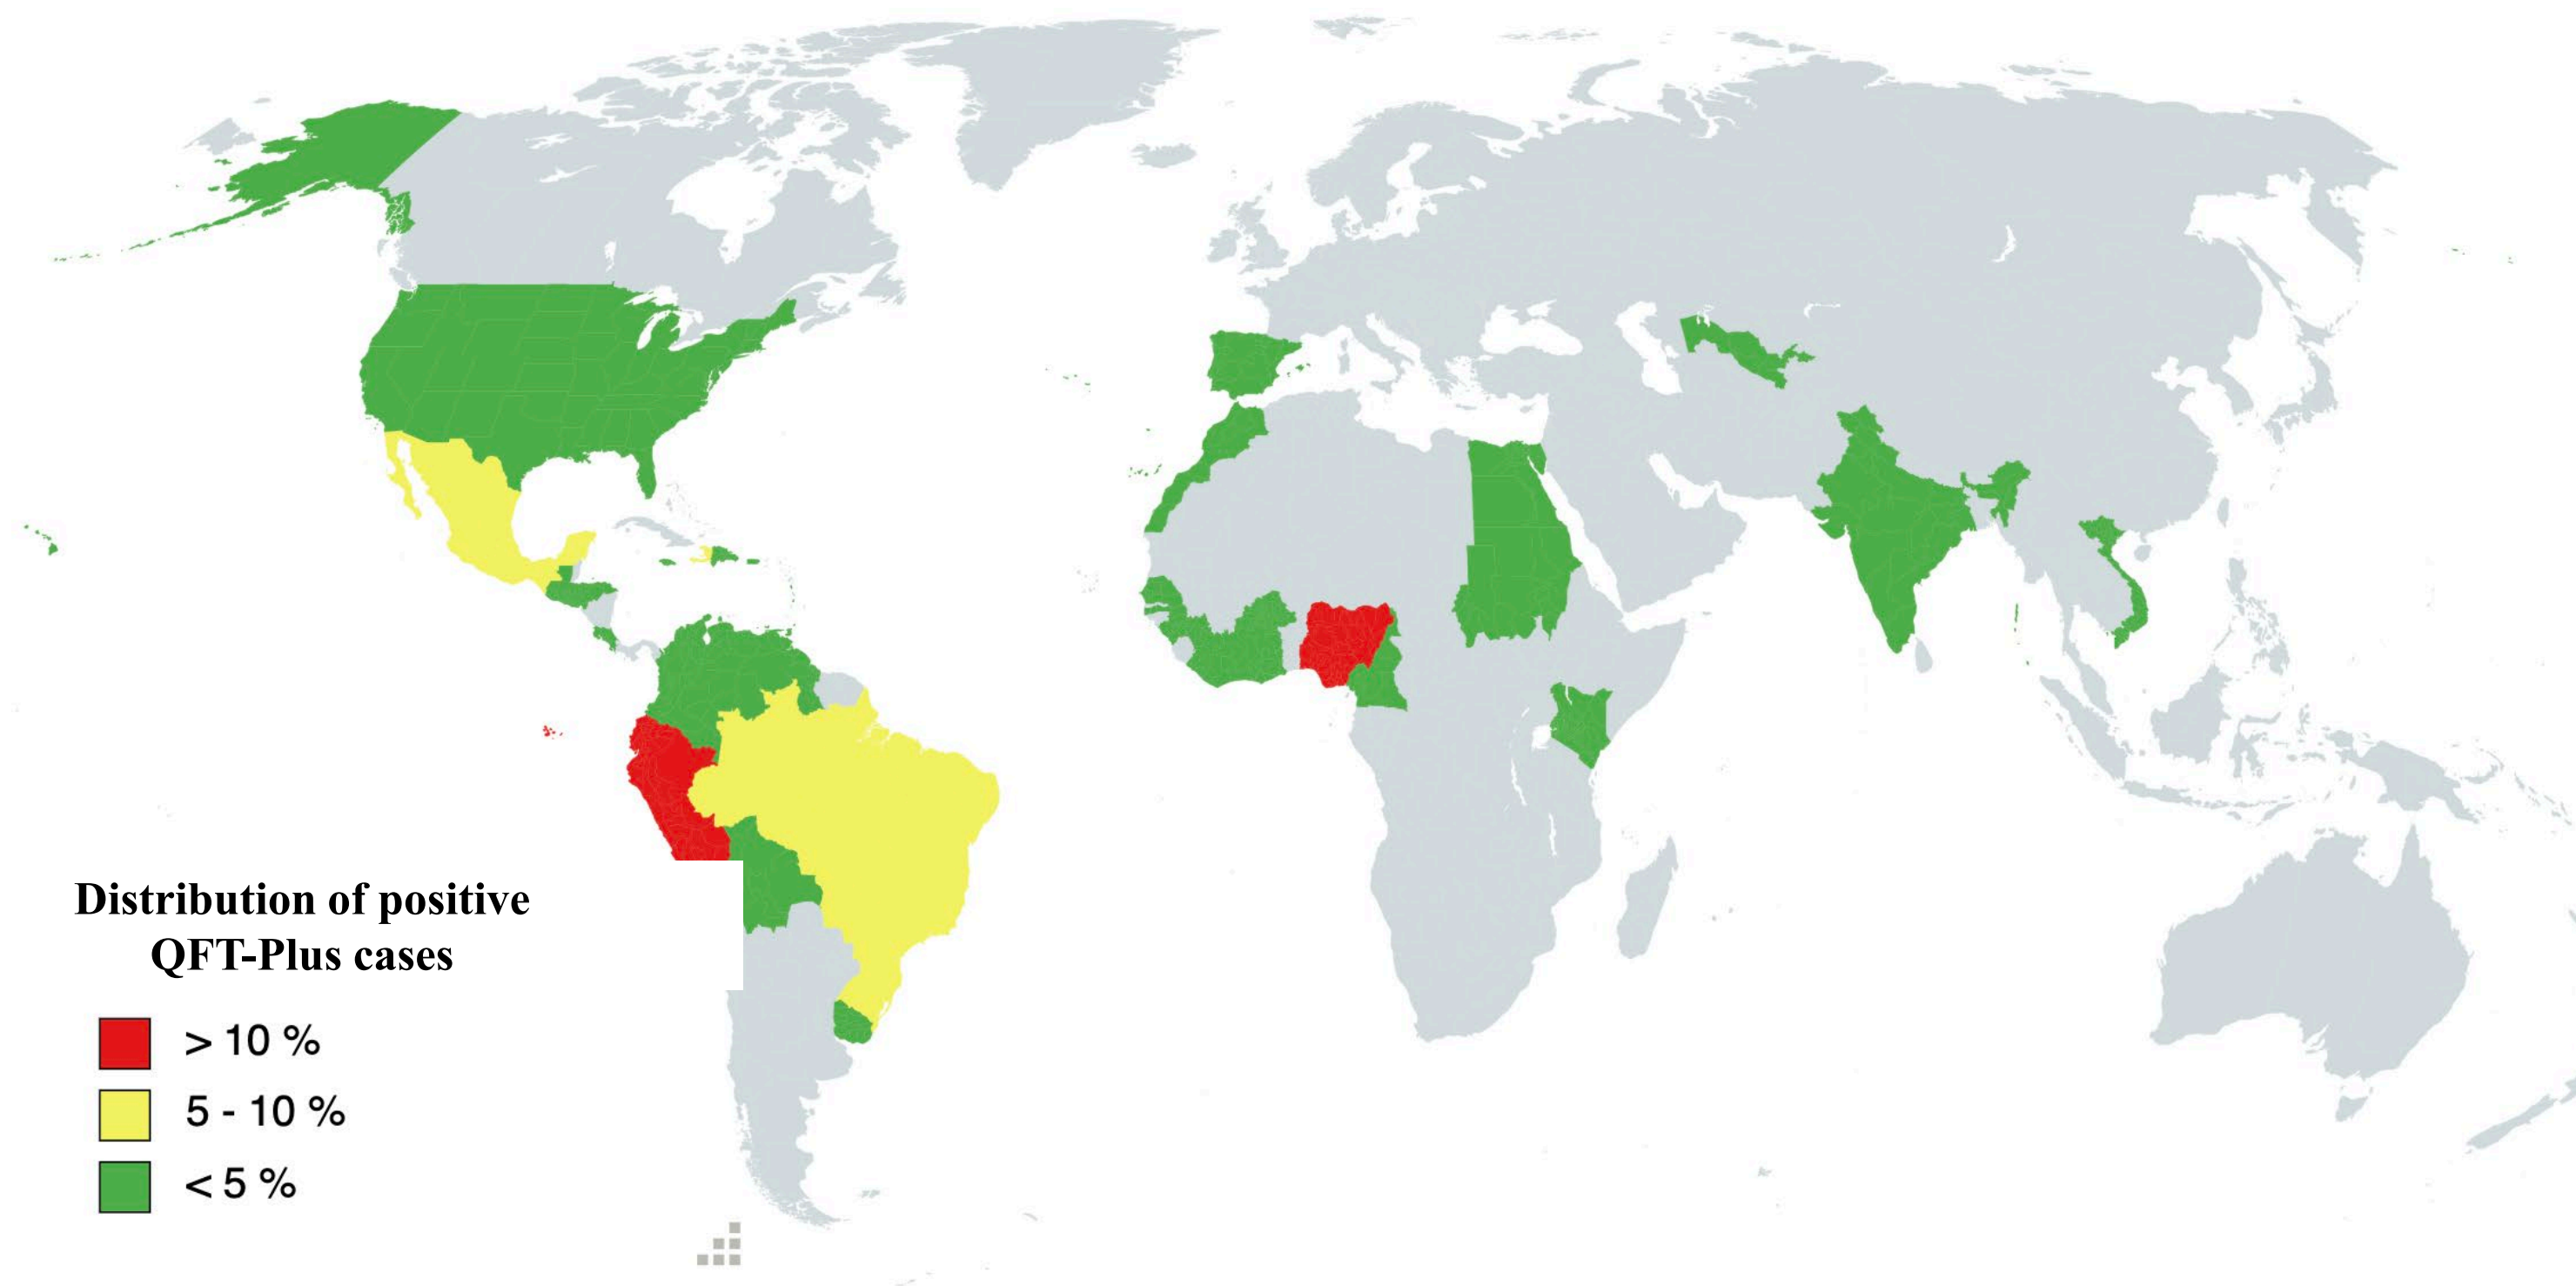 Distribution of positive
QFT-Plus cases
> 10 %
5 - 10 %
< 5 %